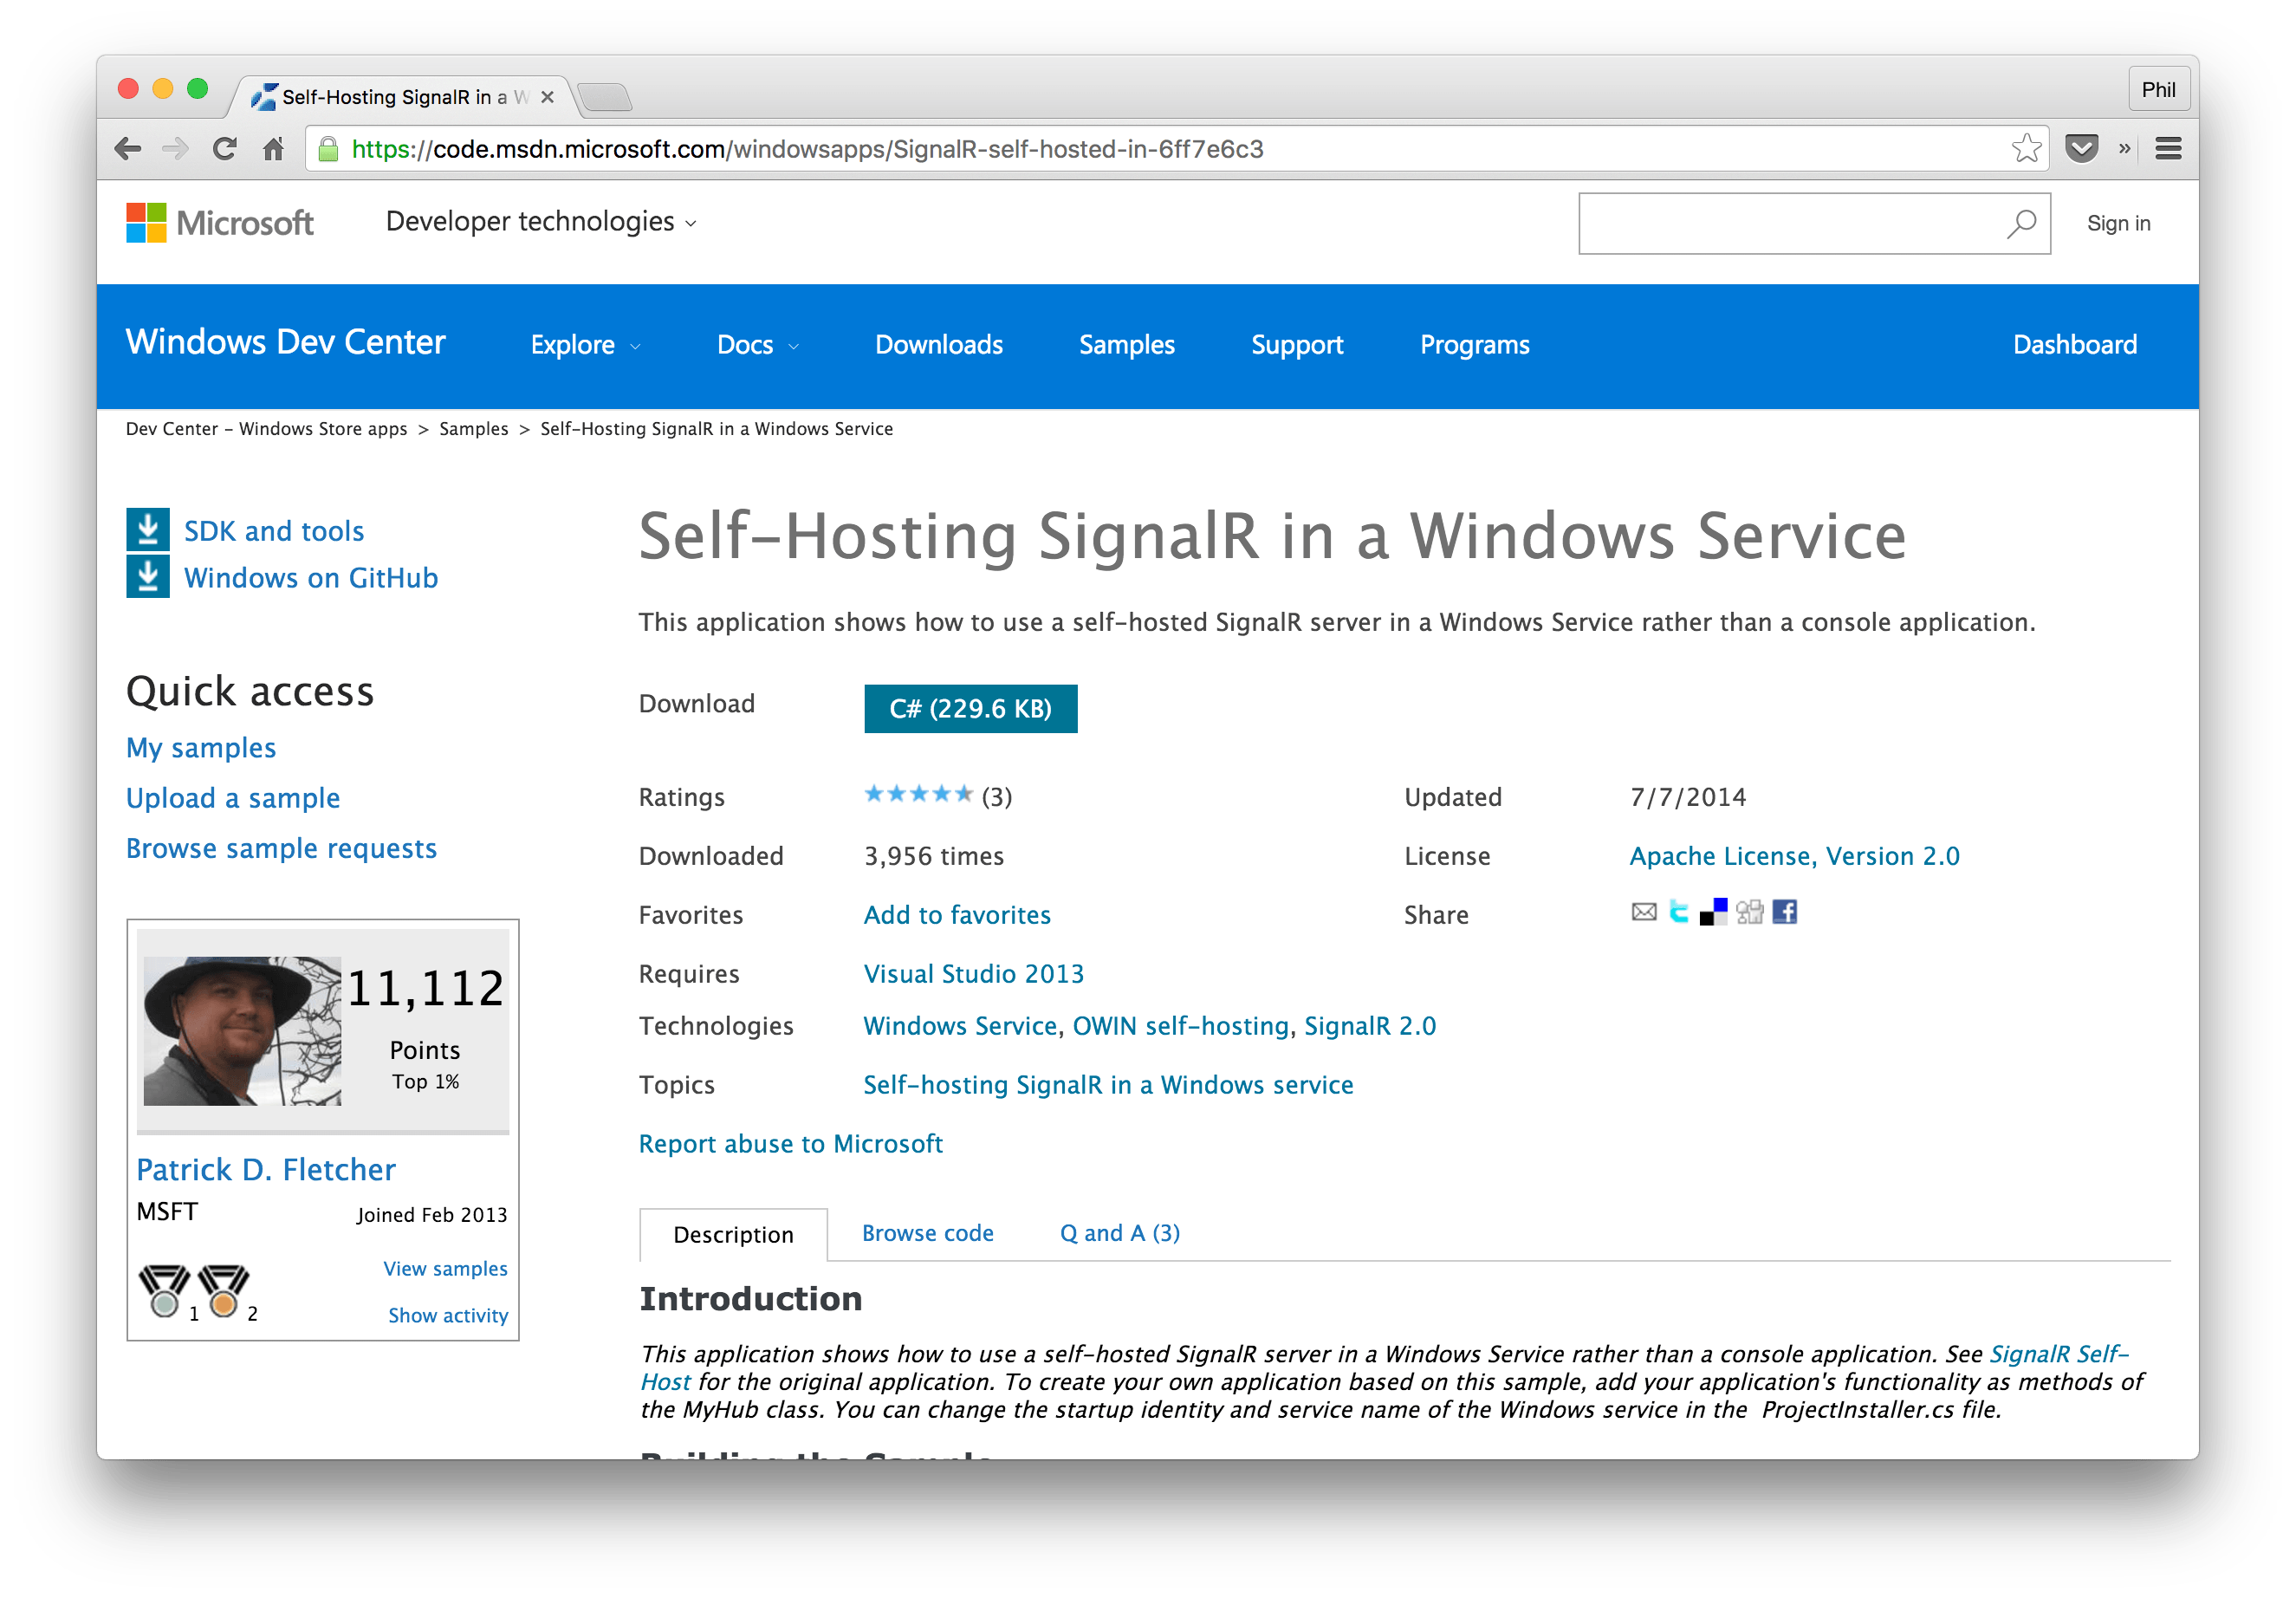 Self-Hosting SignalR in a W
Phil
https://code.msdn.microsoft.com/windowsapps/SignalR-self-hosted-in-6ff7e6c3
Microsoft
Developer technologies
Sign in
Windows Dev Center
Explore
Docs
Downloads
Samples
Support
Programs
Dashboard
Dev Center - Windows Store apps > Samples > Self-Hosting SignalR in a Windows Service
SDK and tools
Windows on GitHub
Quick access
My samples
Upload a sample
Browse sample requests
11,112
Points
Top 1%
Patrick D. Fletcher
MSFT
Joined Feb 2013
View samples
1
2
Show activity
Self-Hosting SignalR in a Windows Service
This application shows how to use a self-hosted SignalR server in a Windows Service rather than a console application.
Download
C# (229.6 KB)
Ratings
(3)
Updated
7/7/2014
Downloaded
3,956 times
License
Apache License, Version 2.0
Favorites
Add to favorites
Share
Requires
Visual Studio 2013
Technologies
Windows Service, OWIN self-hosting, SignalR 2.0
Topics
Self-hosting SignalR in a Windows service
Report abuse to Microsoft
Description
Browse code
Q and A (3)
Introduction
This application shows how to use a self-hosted SignalR server in a Windows Service rather than a console application. See SignalR Self-
Host for the original application. To create your own application based on this sample, add your application's functionality as methods of
the MyHub class. You can change the startup identity and service name of the Windows service in the ProjectInstaller.cs file.
Building the Sample